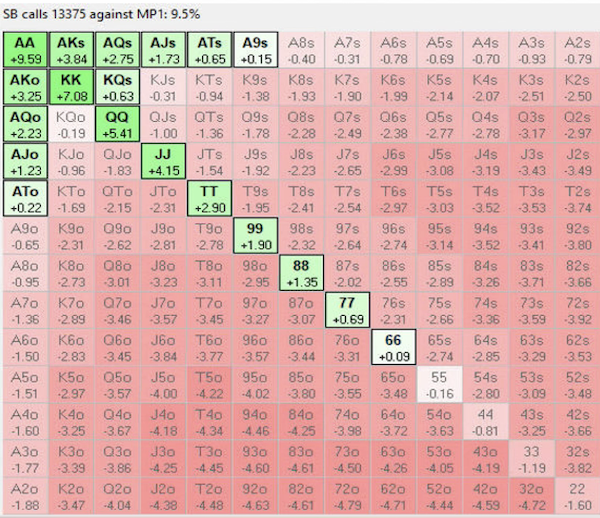 SB calls 13375 against MP1: 9.5%
AA AKs AQs AJs ATs A9s A8s A7s A6s A5s A4s A3s A2s
+9.59 +3.84 +2.75 +1.73 +0.65 +0.15 -0.40 -0.31 -0.78 -0.69 -0.70 -0.93 -0.79
AKo KK KQs KJs KTs K9s K8s K7s K6s K5s K4s K3s K2s
+3.25 +7.08 +0.63 -0.31 -0.94 -1.38 -1.93 -1.90 -1.99 -2.14 -2.07 -2.51 -2.50
AQo KQo QQ QJs QTs Q9s Q8s Q7s Q6s Q5s Q4s Q3s Q2s
+2.23 -0.19 +5.41 -1.00 -1.36 -1.78 -2.28 -2.49 -2.38 -2.77 -2.78 -3.17 -2.97
AJo KJo QJo JJ JTs J9s J8s J7s J6s J5s J4s J3s J2s
+1.23 -0.96 -1.83 +4.15 -1.54 -1.92 -2.23 -2.65 -2.99 -3.08 -3.19 -3.43 -3.49
ATo KTo QTo JTo TT T9s T8s T7s T6s T5s T4s T3s T2s
+0.22 -1.69 -2.15 -2.31 +2.90 -1.95 -2.41 -2.54 -2.97 -3.03 -3.52 -3.53 -3.74
A9o K9o Q9o J9o T9o 99 98s 97s 96s 95s 94s 93s 92s
-0.65 -2.31 -2.62 -2.81 -2.78 +1.90 -2.32 -2.64 -2.74 -3.14 -3.52 -3.41 -3.80
A8o K8o Q8o J8o T8o 98o 88 87s 86s 85s 84s 83s 82s
-0.95 -2.73 -3.01 -3.23 -3.11 -2.95 +1.35 -2.02 -2.55 -2.89 -3.26 -3.71 -3.66
A7o K7o Q7o J7o T7o 97o 87o 77 76s 75s 74s 73s 72s
-1.36 -2.89 -3.46 -3.57 -3.45 -3.27 -3.07 +0.69 -2.31 -2.66 -3.36 -3.59 -3.92
A6o K6o Q6o J6o T6o 96o 86o 76o 66 65s 64s 63s 62s
-1.50 -2.83 -3.45 -3.84 -3.77 -3.57 -3.44 -3.31 +0.09 -2.74 -2.85 -3.29 -3.53
A5o K5o Q5o J5o T5o 95o 85o 75o 65o 55 54s 53s 52s
-1.51 -2.97 -3.57 -4.00 -4.22 -4.02 -3.80 -3.55 -3.48 -0.16 -2.80 -3.09 -3.48
A4o K4o Q4o J4o T4o 94o 84o 74o 64o 54o 44 43s 42s
-1.60 -3.25 -3.67 -4.18 -4.34 -4.46 -4.25 -3.98 -3.72 -3.63 -0.81 -3.25 -3.66
A3o K3o Q3o J3o T3o 93o 83o 73o 63o 53o 43o 33 32s
-1.77 -3.39 -3.86 -4.25 -4.45 -4.60 -4.61 -4.50 -4.26 -4.05 -4.19 -1.19 -3.82
A2o K2o Q2o J2o T2o 92o 82o 72o 62o 52o 42o 32o 22
-1.88 -3.47 -4.04 -4.38 -4.48 -4.63 -4.61 -4.79 -4.71 -4.44 -4.59 -4.72 -1.60